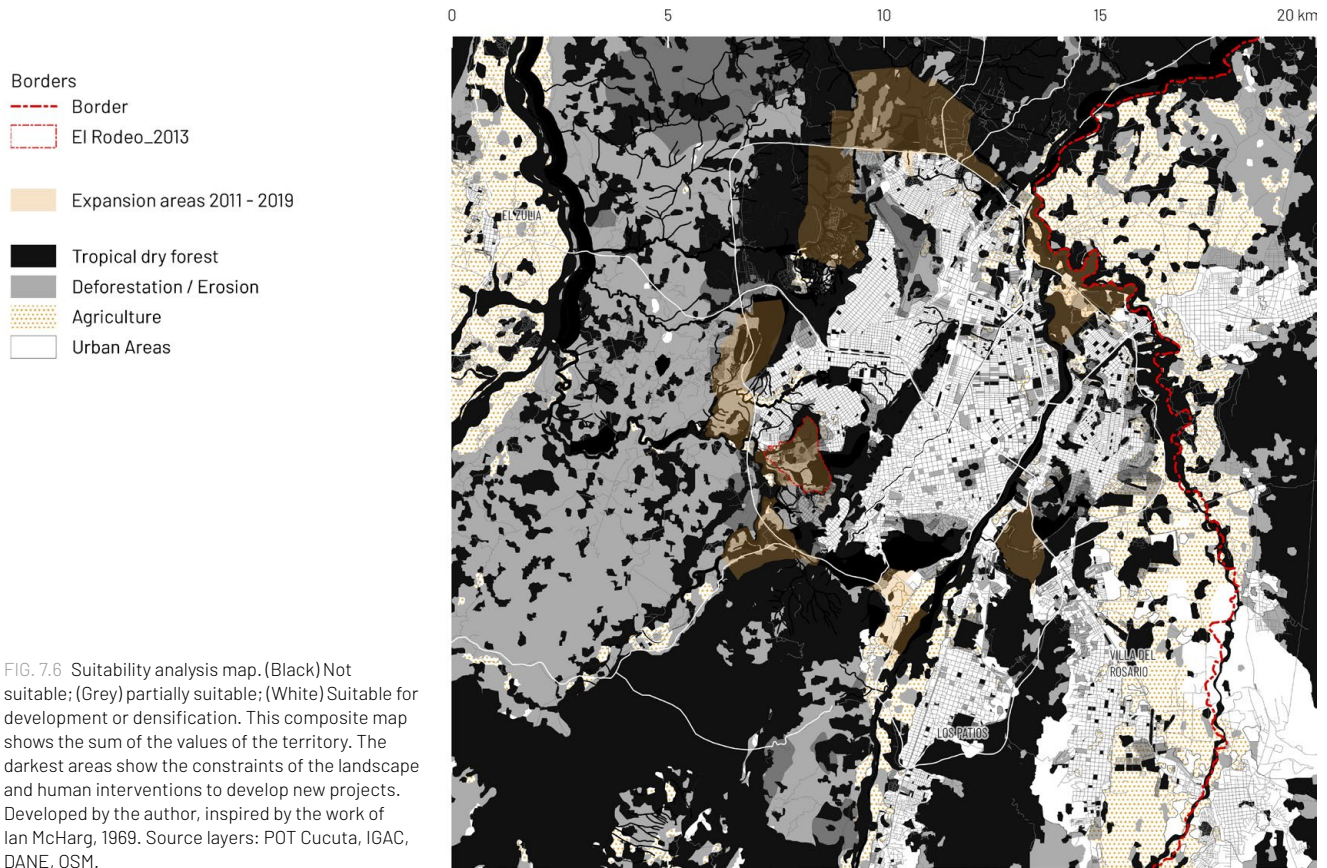 0 5 10 15 20 km
Borders
Border
El Rodeo_2013
Expansion areas 2011 - 2019
Tropical dry forest
Deforestation / Erosion
Agriculture
Urban Areas
EL ZULIA
VILLA DEL
ROSARIO
LOS PATIOS
FIG. 7.6 Suitability analysis map. (Black) Not
suitable; (Grey) partially suitable; (White) Suitable for
development or densification. This composite map
shows the sum of the values of the territory. The
darkest areas show the constraints of the landscape
and human interventions to develop new projects.
Developed by the author, inspired by the work of
Ian McHarg, 1969. Source layers: POT Cucuta, IGAC,
DANE, OSM.